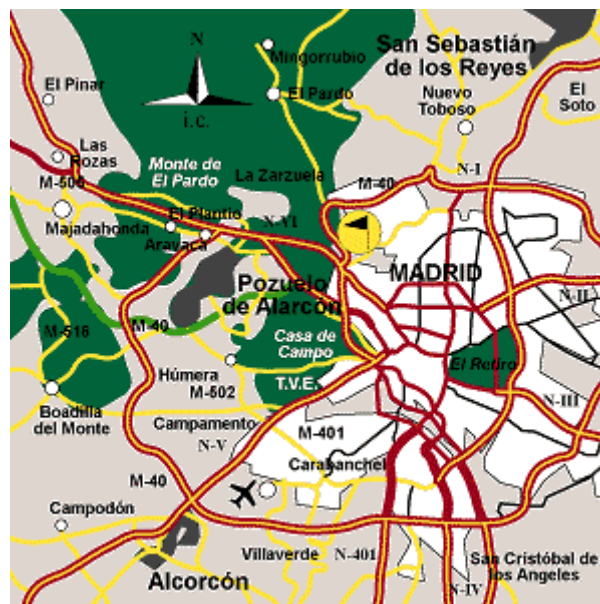 N
i.c.
Mingorrubio
San Sebastián
de los Reyes
El Pinar
El Pardo
Nuevo
Toboso
El
Soto
Las
Rozas
Monte de
El Pardo
La Zarzuela
N-I
M-505
M-40
El Plantío
N-VI
Majadahonda
Aravaca
MADRID
Pozuelo
de Alarcón
N-II
M-516
M-40
Casa de
Campo
El Retiro
Húmera
M-502
T.V.E.
N-III
Boadilla
del Monte
Campamento
N-V
M-401
Carabanchel
M-40
Campodón
Villaverde
N-401
San Cristóbal de
los Angeles
Alcorcón
N-IV